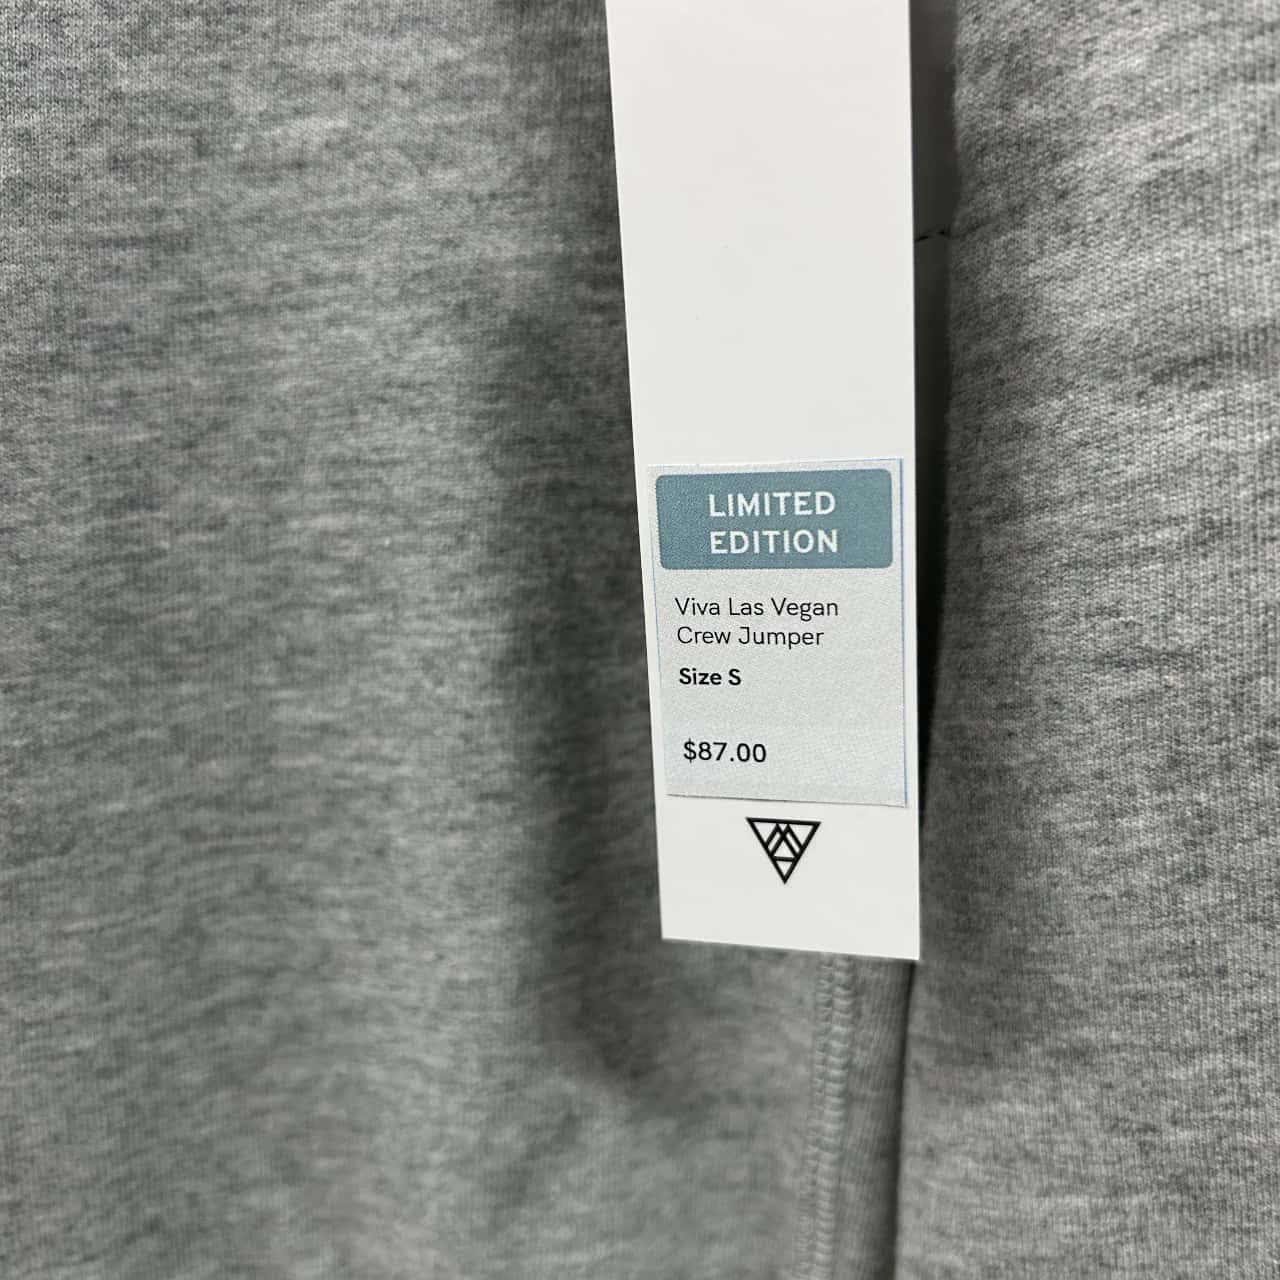 LIMITED
EDITION
Viva Las Vegan
Crew Jumper
Size S
$87.00